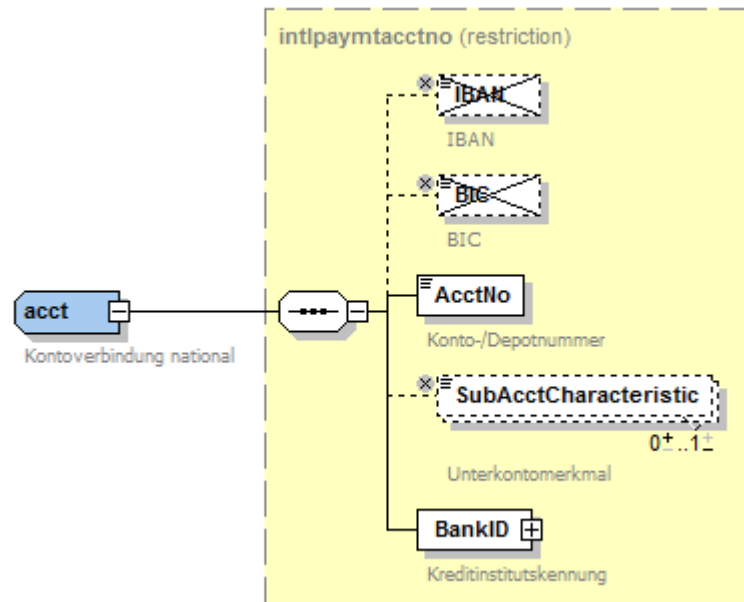 intlpaymtacctno (restriction)
IBAN
IBAN
BIC
BIC
acct
Kontoverbindung national
AcctNo
Konto-/Depotnummer
SubAcctCharacteristic
0±..1±
Unterkontomerkmal
BankID
Kreditinstitutskennung